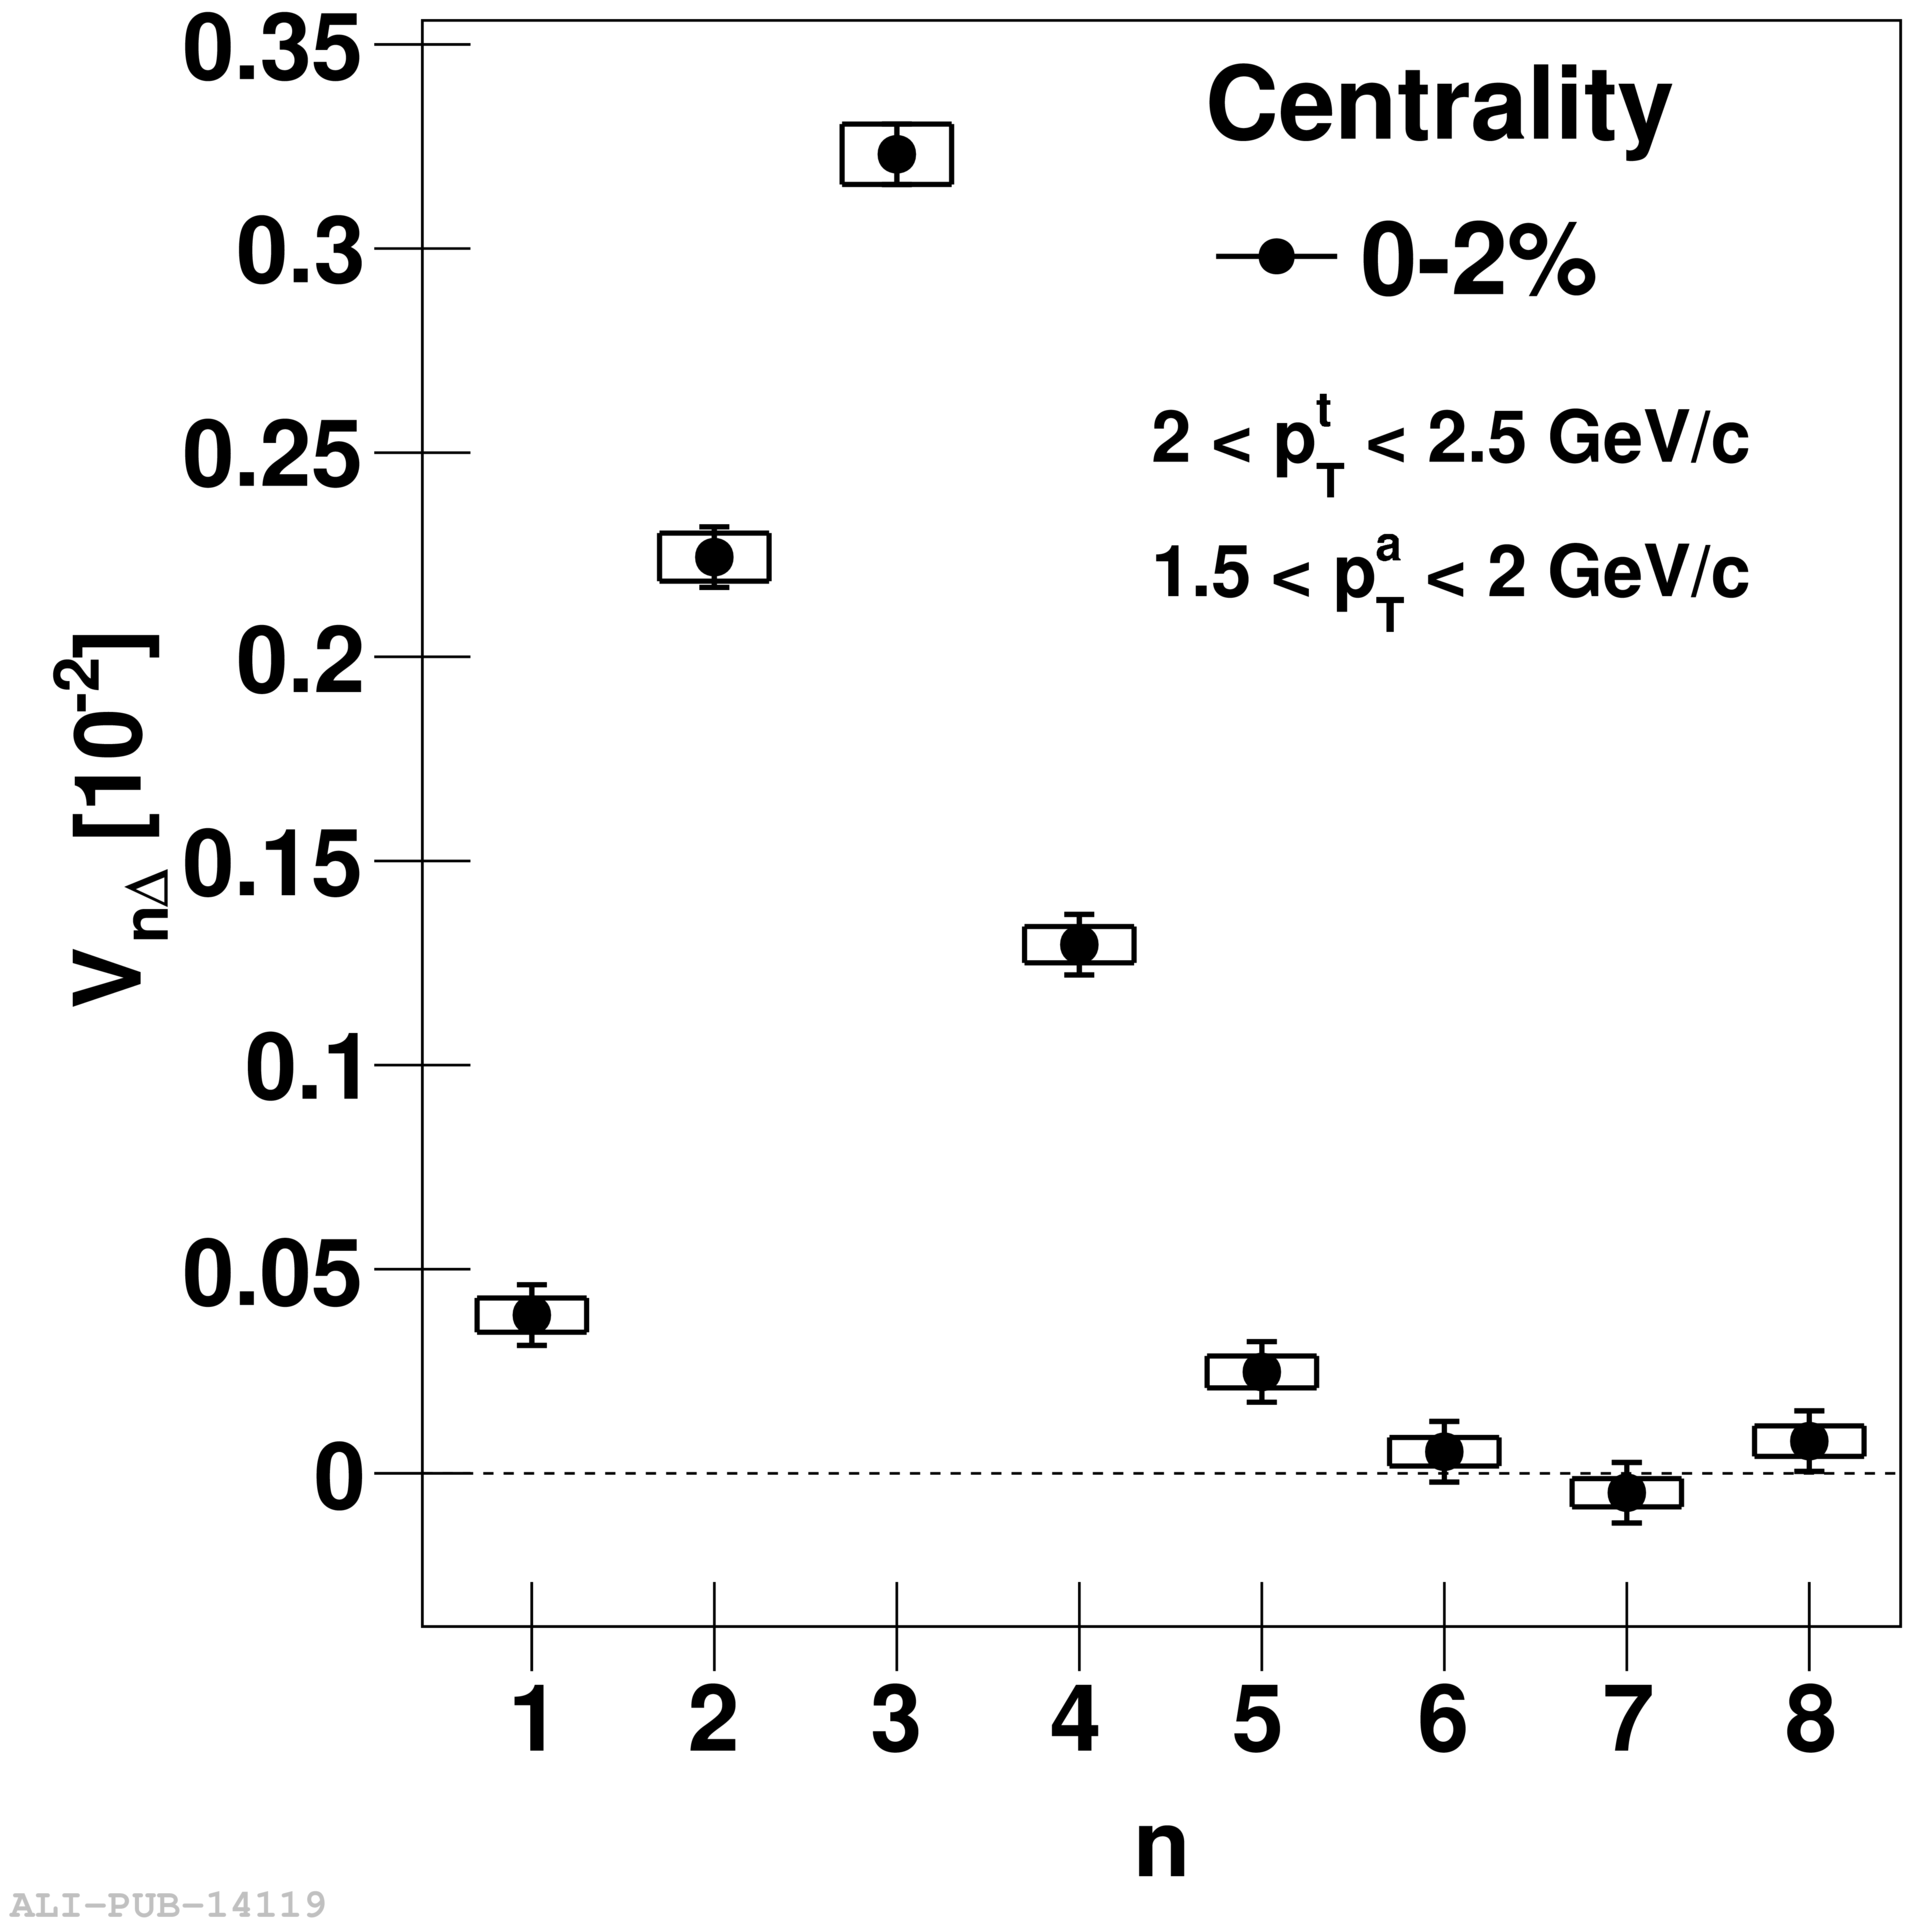 0.35
0.3
0.25
0.2
0.15
0.1
0.05
0
V_nΔ [10^-2]
Centrality
0-2%
2 < p_T^t < 2.5 GeV/c
1.5 < p_T^a < 2 GeV/c
1 2 3 4 5 6 7 8
n
ALI-PUB-14119